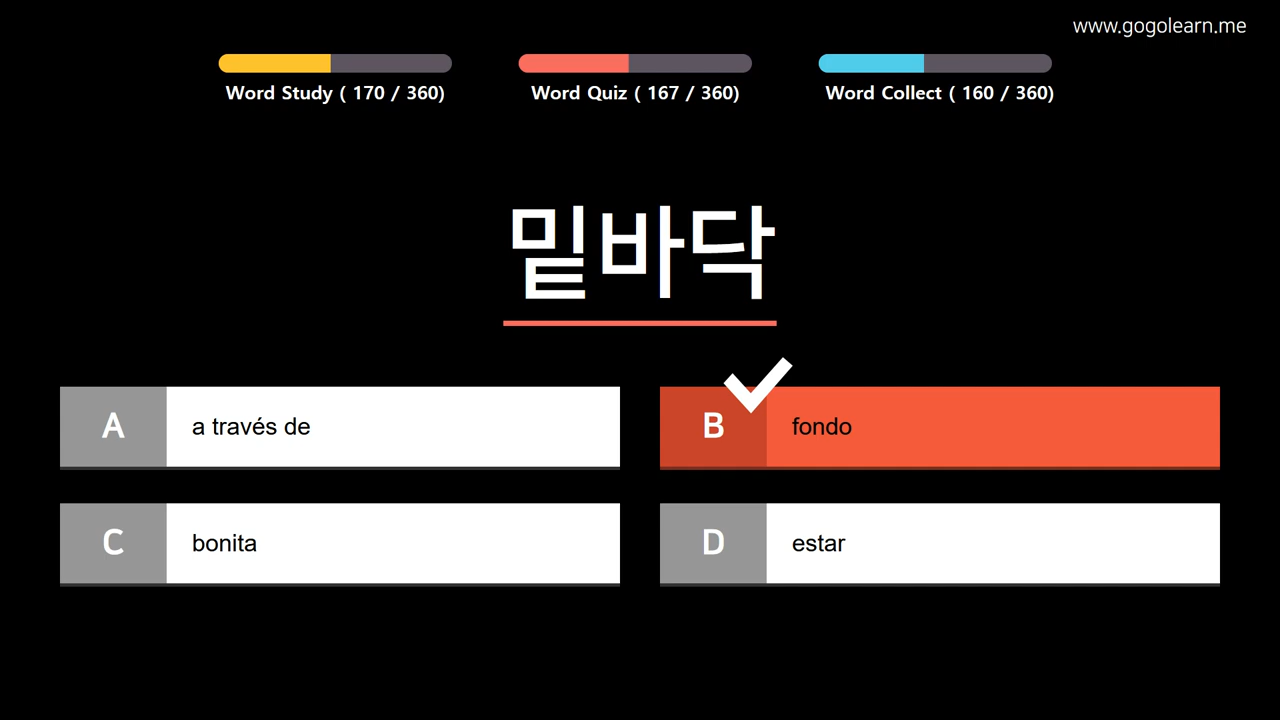 www.gogolearn.me
Word Study ( 170 / 360)
Word Quiz ( 167 / 360)
Word Collect ( 160 / 360)
밑바닥
A
a través de
B
fondo
C
bonita
D
estar